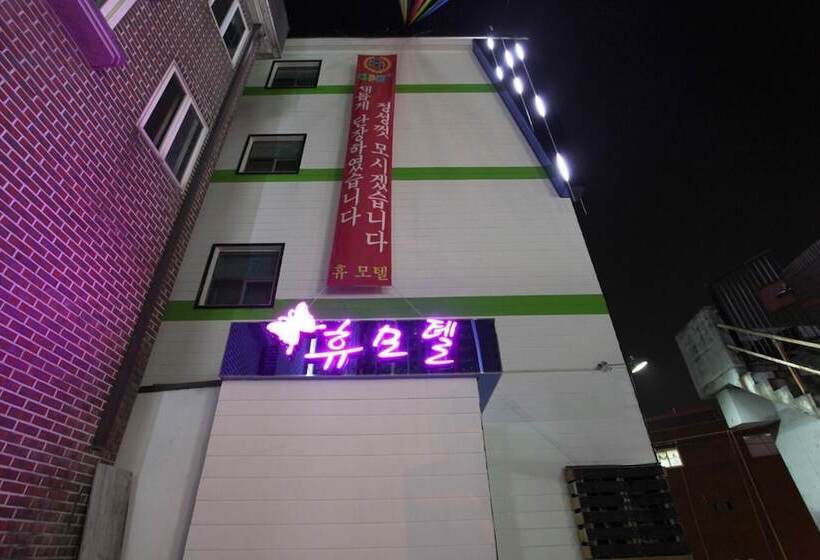 새롭게 단장하였습니다
정성껏 모시겠습니다
휴 모텔
휴모텔